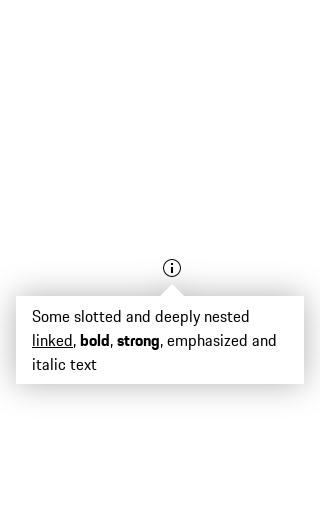 Some slotted and deeply nested
linked, bold, strong, emphasized and
italic text